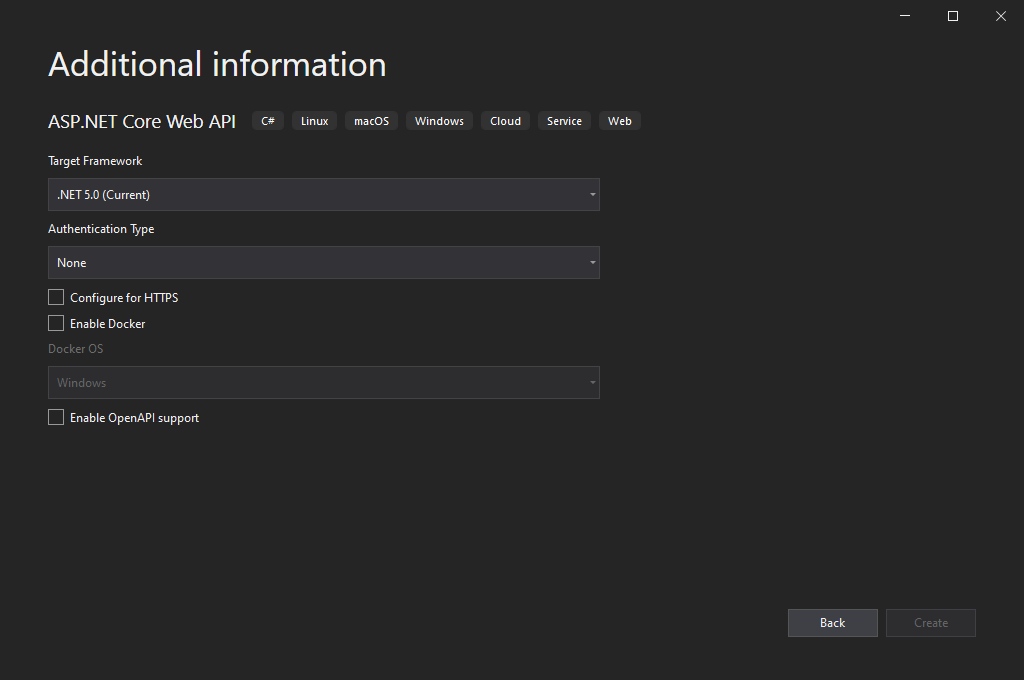 Additional information
ASP.NET Core Web API C# Linux macOS Windows Cloud Service Web
Target Framework
.NET 5.0 (Current)
Authentication Type
None
Configure for HTTPS
Enable Docker
Docker OS
Windows
Enable OpenAPI support
Back Create